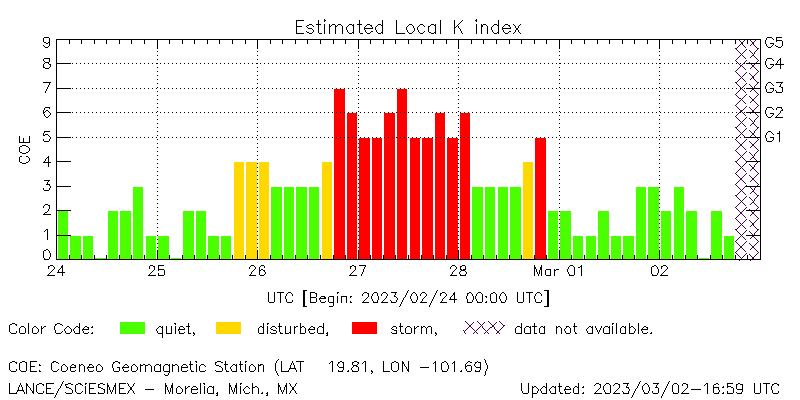 Estimated Local K index
9 G5
8 G4
7 G3
6 G2
5 G1
4
3
2
1
0
COE
24 25 26 27 28 Mar 01 02
UTC [Begin: 2023/02/24 00:00 UTC]
Color Code: quiet, disturbed, storm, data not available.
COE: Coeneo Geomagnetic Station (LAT 19.81, LON -101.69)
LANCE/SCiESMEX - Morelia, Mich., MX Updated: 2023/03/02-16:59 UTC